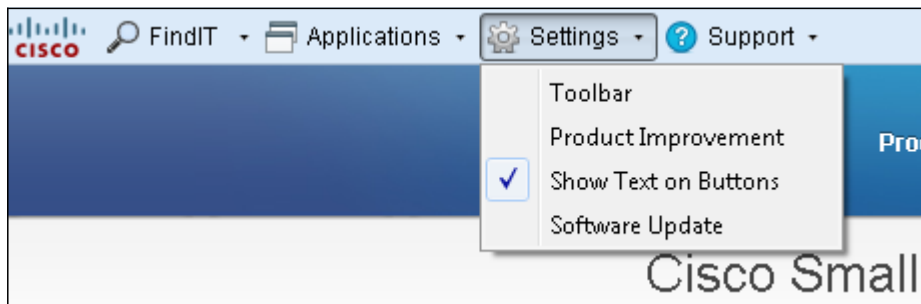 CISCO FindIT Applications Settings Support
Toolbar
Product Improvement
Show Text on Buttons
Software Update
Cisco Small